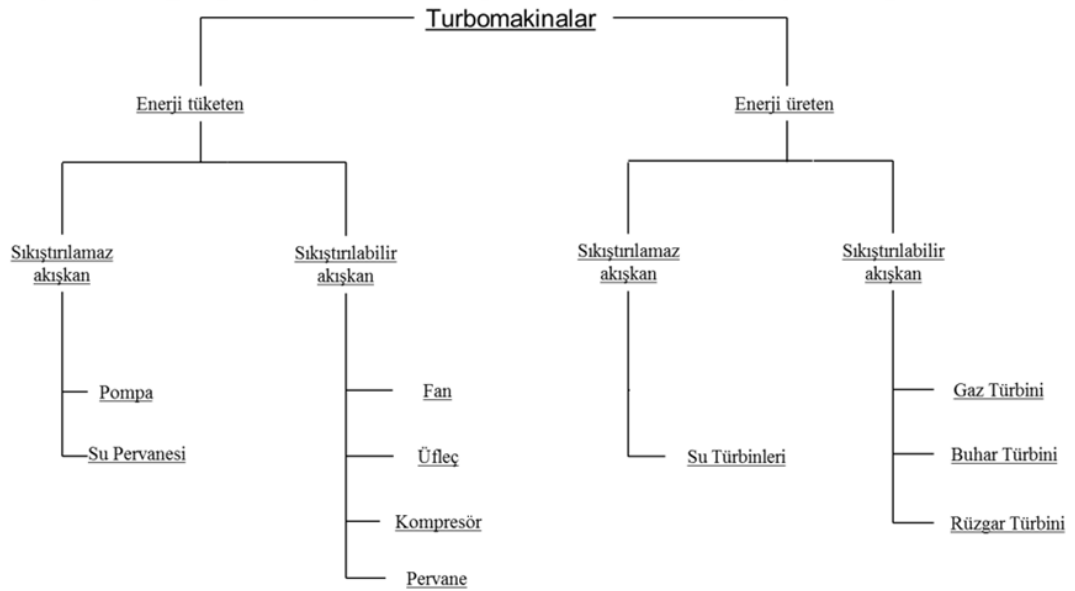 Turbomakinalar
Enerji tüketen
Enerji üreten
Sıkıştırılamaz
akışkan
Sıkıştırılabilir
akışkan
Sıkıştırılamaz
akışkan
Sıkıştırılabilir
akışkan
Pompa
Su Pervanesi
Fan
Üfleç
Kompresör
Pervane
Su Türbinleri
Gaz Türbini
Buhar Türbini
Rüzgar Türbini